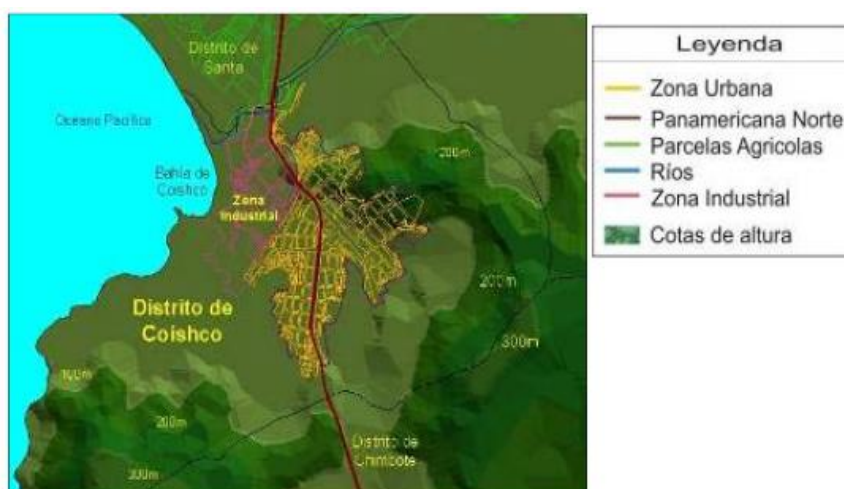 Distrito de
Santa
Oceano Pacífico
Bahía de
Coishco
Zona
Industrial
200m
Distrito de
Coishco
200m
300m
100m
200m
300m
Distrito de
Chimbote
Leyenda
Zona Urbana
Panamericana Norte
Parcelas Agricolas
Ríos
Zona Industrial
Cotas de altura